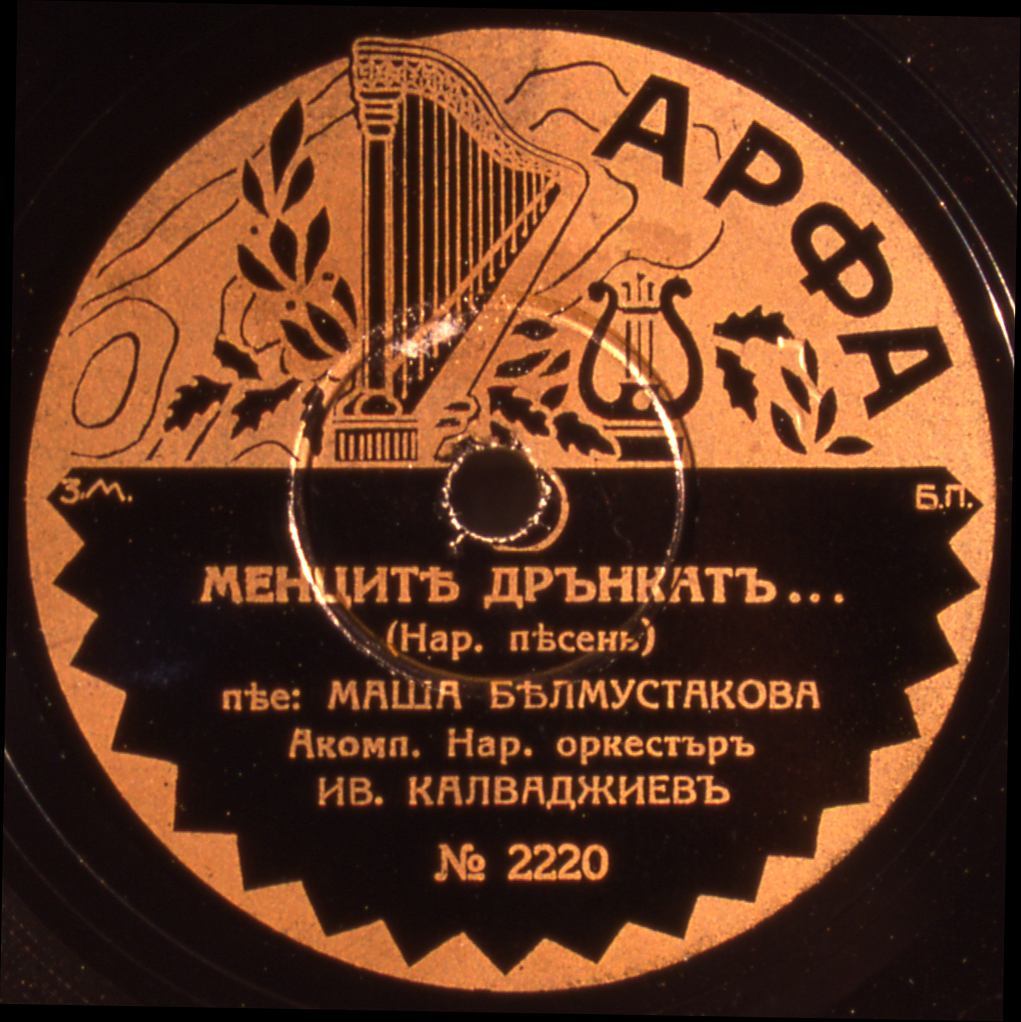 АРФА
З.М. Б.П.
МЕНЦИТѢ ДРЪНКАТЪ...
(Нар. пѣсень)
пѣе: МАША БѢЛМУСТАКОВА
Акомп. Нар. оркестъръ
ИВ. КАЛВАДЖИЕВЪ
№ 2220